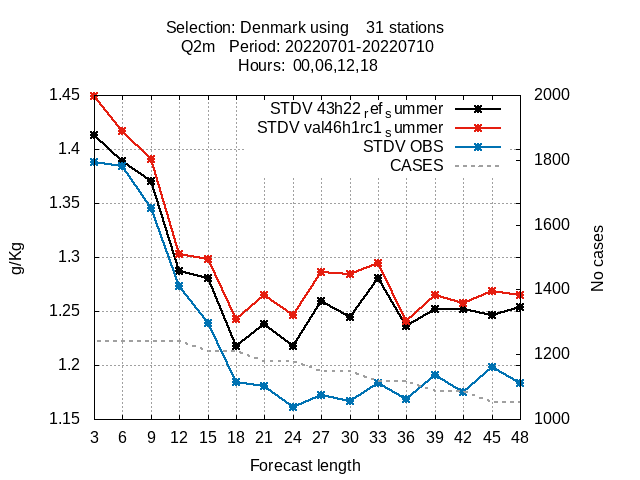 Selection: Denmark using    31 stations
Q2m   Period: 20220701-20220710
Hours:  00,06,12,18
STDV 43h22ref summer
STDV val46h1rc1summer
STDV OBS
CASES
g/Kg
1.45
1.4
1.35
1.3
1.25
1.2
1.15
2000
1800
1600
1400
1200
1000
No cases
3 6 9 12 15 18 21 24 27 30 33 36 39 42 45 48
Forecast length